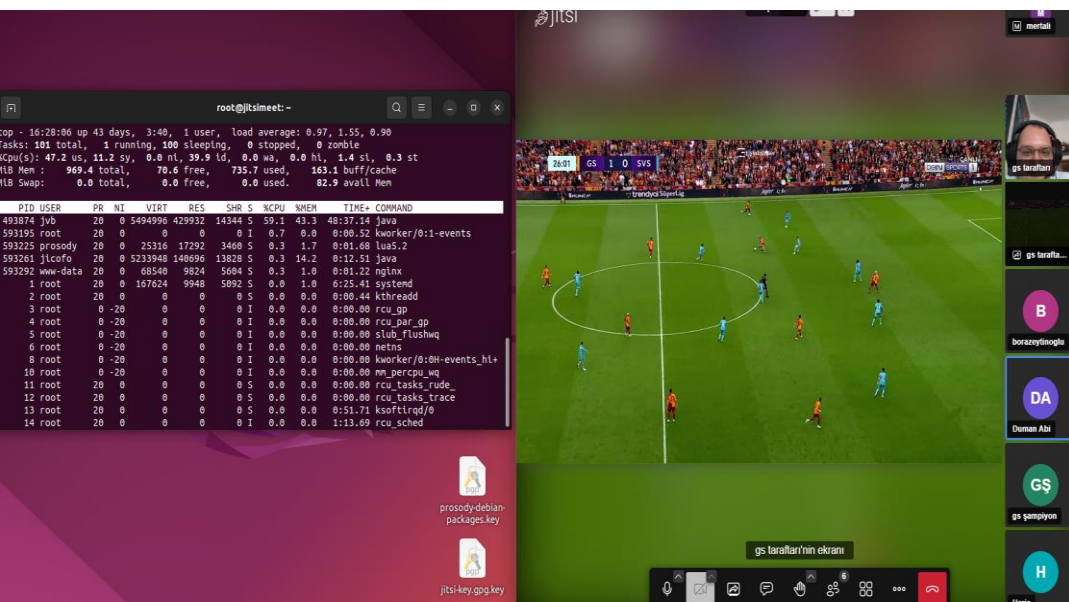 root@jitsimeet: ~
top - 16:28:06 up 43 days,  3:40,  1 user,  load average: 0.97, 1.55, 0.90
Tasks: 101 total,   1 running, 100 sleeping,   0 stopped,   0 zombie
%Cpu(s): 47.2 us, 11.2 sy,  0.0 ni, 39.9 id,  0.0 wa,  0.0 hi,  1.4 si,  0.3 st
MiB Mem :    969.4 total,     70.6 free,    735.7 used,    163.1 buff/cache
MiB Swap:      0.0 total,      0.0 free,      0.0 used.     82.9 avail Mem
PID USER PR NI VIRT RES SHR S %CPU %MEM TIME+ COMMAND
493874 jvb 20 0 5494996 429932 14344 S 59.1 43.3 48:37.14 java
593195 root 20 0 0 0 0 I 0.7 0.0 0:00.52 kworker/0:1-events
593225 prosody 20 0 25316 17292 3460 S 0.3 1.7 0:01.68 lua5.2
593261 jicofo 20 0 5233948 140696 13828 S 0.3 14.2 0:12.51 java
593292 www-data 20 0 68540 9824 5604 S 0.3 1.0 0:01.22 nginx
1 root 20 0 167624 9948 5092 S 0.0 1.0 6:25.41 systemd
2 root 20 0 0 0 0 S 0.0 0.0 0:00.44 kthreadd
3 root 0 -20 0 0 0 I 0.0 0.0 0:00.00 rcu_gp
4 root 0 -20 0 0 0 I 0.0 0.0 0:00.00 rcu_par_gp
5 root 0 -20 0 0 0 I 0.0 0.0 0:00.00 slub_flushwq
6 root 0 -20 0 0 0 I 0.0 0.0 0:00.00 netns
8 root 0 -20 0 0 0 I 0.0 0.0 0:00.00 kworker/0:0H-events_hi+
10 root 0 -20 0 0 0 I 0.0 0.0 0:00.00 mm_percpu_wq
11 root 20 0 0 0 0 S 0.0 0.0 0:00.00 rcu_tasks_rude_
12 root 20 0 0 0 0 S 0.0 0.0 0:00.00 rcu_tasks_trace
13 root 20 0 0 0 0 S 0.0 0.0 0:51.71 ksoftirqd/0
14 root 20 0 0 0 0 I 0.0 0.0 1:13.69 rcu_sched
pgp
prosody-debian-
packages.key
pgp
jitsi-key.gpg.key
jitsi
26:01 GS 1 0 SVS
beIN SPORTS 1
trendyol SüperLig
gs taraftarı'nin ekranı
6
M
M mertali
gs taraftarı
gs tarafta...
B
borazeytinoglu
DA
Duman Abi
GŞ
gs şampiyon
H